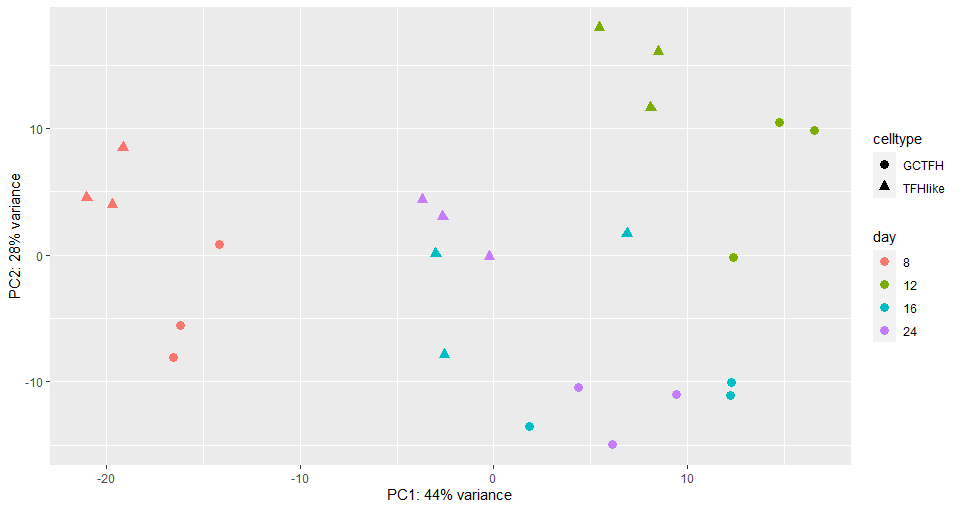 10
0
-10
PC2: 28% variance
-20
-10
0
10
PC1: 44% variance
celltype
GCTFH
TFHlike
day
8
12
16
24